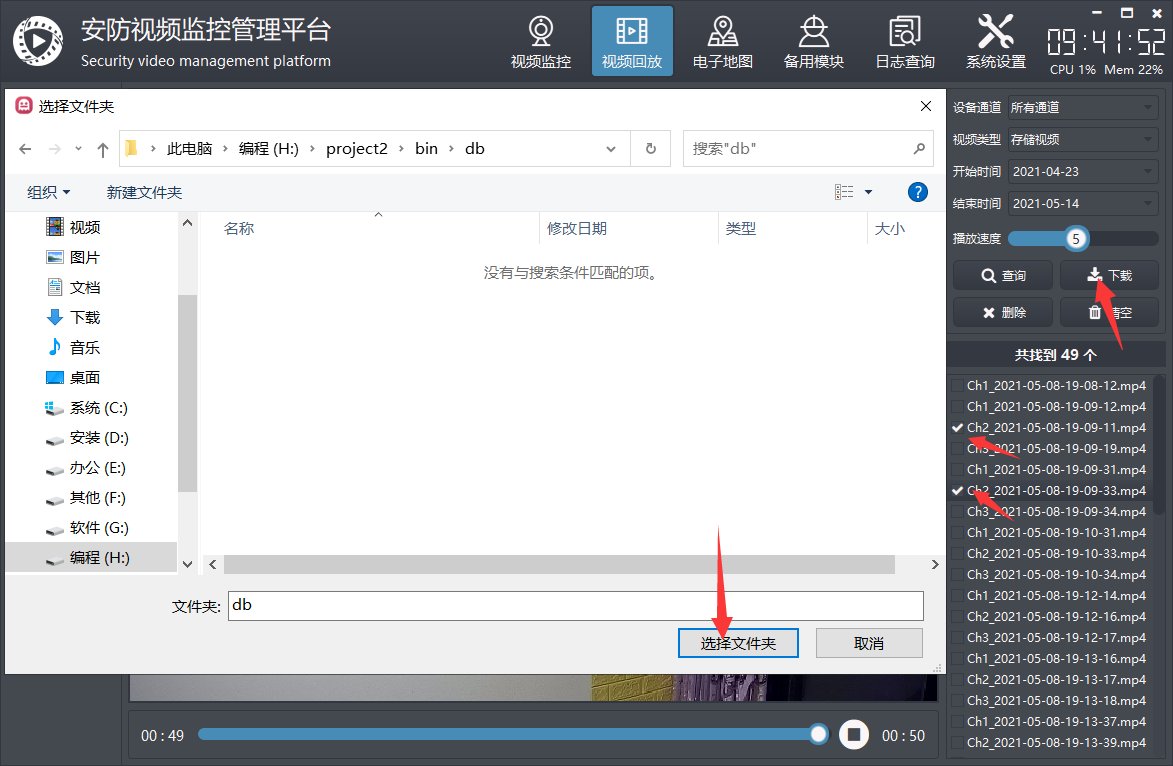 安防视频监控管理平台
Security video management platform
视频监控
视频回放
电子地图
备用模块
日志查询
系统设置
09:41:52
CPU 1% Mem 22%
选择文件夹
此电脑 › 编程 (H:) › project2 › bin › db
搜索"db"
组织
新建文件夹
?
视频
图片
文档
下载
音乐
桌面
系统 (C:)
安装 (D:)
办公 (E:)
其他 (F:)
软件 (G:)
编程 (H:)
名称
修改日期
类型
大小
没有与搜索条件匹配的项。
文件夹:
db
选择文件夹
取消
设备通道 所有通道
视频类型 存储视频
开始时间 2021-04-23
结束时间 2021-05-14
播放速度 5
查询
下载
删除
清空
共找到 49 个
Ch1_2021-05-08-19-08-12.mp4
Ch1_2021-05-08-19-09-12.mp4
Ch2_2021-05-08-19-09-11.mp4
Ch3_2021-05-08-19-09-19.mp4
Ch1_2021-05-08-19-09-31.mp4
Ch2_2021-05-08-19-09-33.mp4
Ch3_2021-05-08-19-09-34.mp4
Ch1_2021-05-08-19-10-31.mp4
Ch2_2021-05-08-19-10-33.mp4
Ch3_2021-05-08-19-10-34.mp4
Ch1_2021-05-08-19-12-14.mp4
Ch2_2021-05-08-19-12-16.mp4
Ch3_2021-05-08-19-12-17.mp4
Ch1_2021-05-08-19-13-16.mp4
Ch2_2021-05-08-19-13-17.mp4
Ch3_2021-05-08-19-13-18.mp4
Ch1_2021-05-08-19-13-37.mp4
Ch2_2021-05-08-19-13-39.mp4
00 : 49
00 : 50